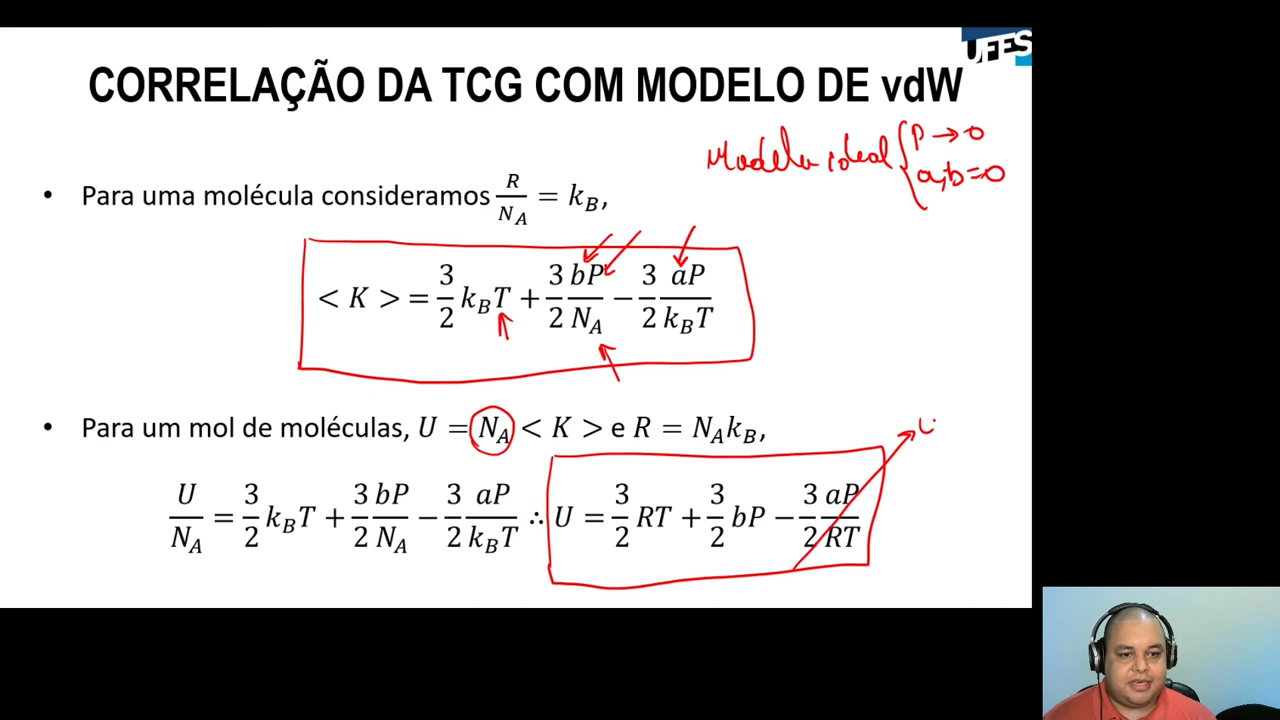 UFES
CORRELAÇÃO DA TCG COM MODELO DE vdW
Modelo ideal { P → 0
a, b = 0
• Para uma molécula consideramos R/N_A = k_B,
< K > = 3/2 k_B T + 3/2 bP/N_A − 3/2 aP/k_B T
• Para um mol de moléculas, U = N_A < K > e R = N_A k_B,
U/N_A = 3/2 k_B T + 3/2 bP/N_A − 3/2 aP/k_B T ∴ U = 3/2 RT + 3/2 bP − 3/2 aP/RT